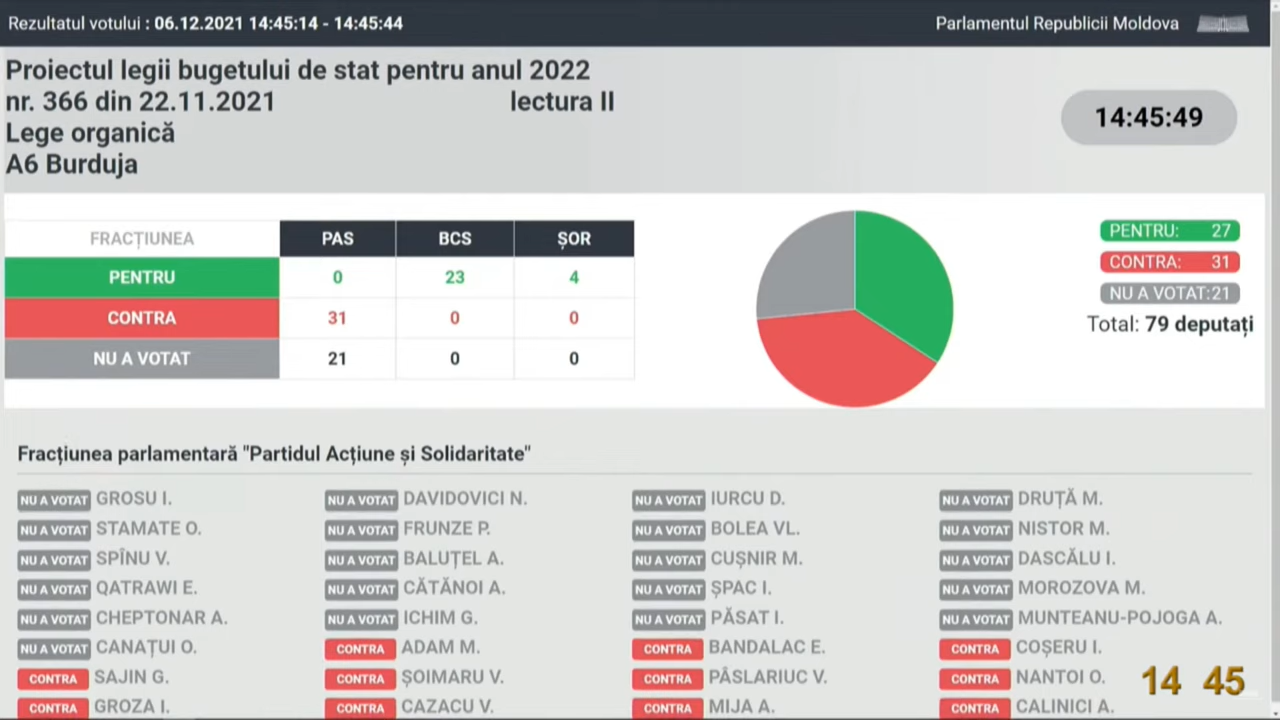 Rezultatul votului : 06.12.2021 14:45:14 - 14:45:44
Parlamentul Republicii Moldova
Proiectul legii bugetului de stat pentru anul 2022
nr. 366 din 22.11.2021 lectura II
Lege organică
A6 Burduja
14:45:49
FRACȚIUNEA PAS BCS ȘOR
PENTRU 0 23 4
CONTRA 31 0 0
NU A VOTAT 21 0 0
PENTRU: 27
CONTRA: 31
NU A VOTAT:21
Total: 79 deputați
Fracțiunea parlamentară "Partidul Acțiune și Solidaritate"
NU A VOTAT GROSU I. NU A VOTAT DAVIDOVICI N. NU A VOTAT IURCU D. NU A VOTAT DRUȚĂ M.
NU A VOTAT STAMATE O. NU A VOTAT FRUNZE P. NU A VOTAT BOLEA VL. NU A VOTAT NISTOR M.
NU A VOTAT SPÎNU V. NU A VOTAT BALUȚEL A. NU A VOTAT CUȘNIR M. NU A VOTAT DASCĂLU I.
NU A VOTAT QATRAWI E. NU A VOTAT CĂTĂNOI A. NU A VOTAT ȘPAC I. NU A VOTAT MOROZOVA M.
NU A VOTAT CHEPTONAR A. NU A VOTAT ICHIM G. NU A VOTAT PĂSAT I. NU A VOTAT MUNTEANU-POJOGA A.
NU A VOTAT CANAȚUI O. CONTRA ADAM M. CONTRA BANDALAC E. CONTRA COȘERU I.
CONTRA SAJIN G. CONTRA ȘOIMARU V. CONTRA PÂSLARIUC V. CONTRA NANTOI O.
CONTRA GROZA I. CONTRA CAZACU V. CONTRA MIJA A. CONTRA CALINICI A.
14 45